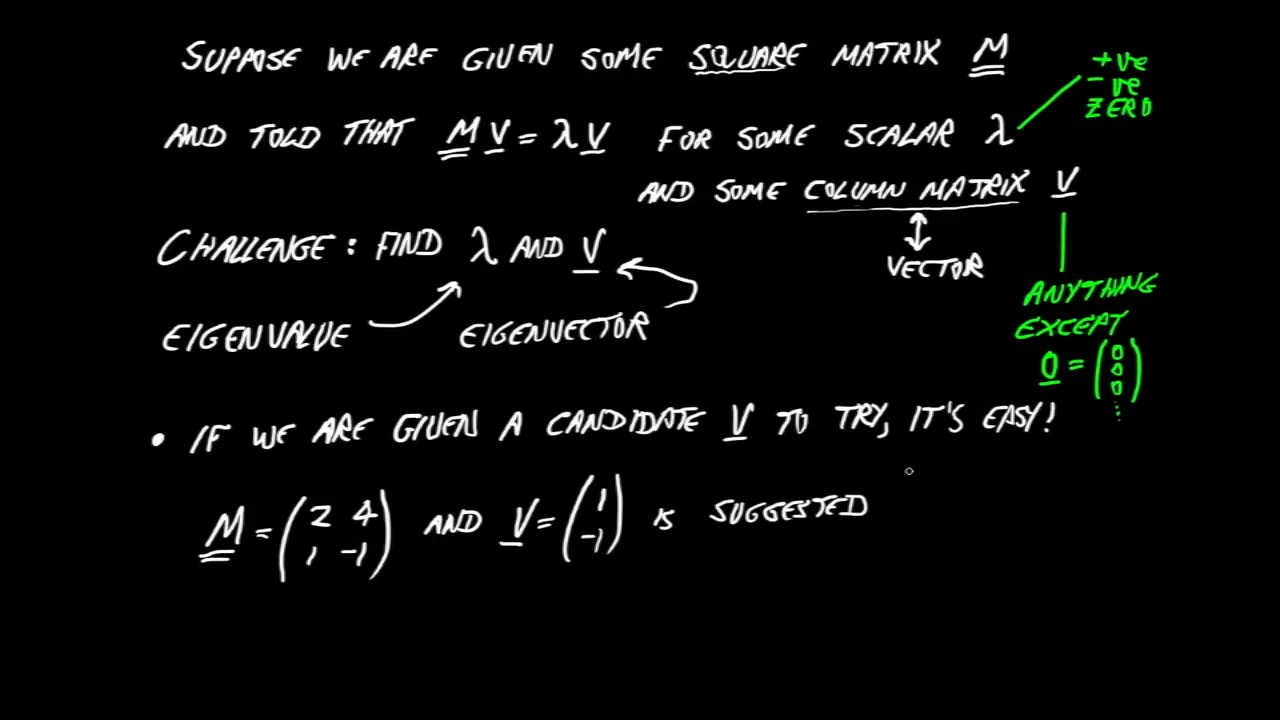 SUPPOSE WE ARE GIVEN SOME SQUARE MATRIX M
+ve
-ve
ZERO
AND TOLD THAT M V = λ V FOR SOME SCALAR λ
AND SOME COLUMN MATRIX V
VECTOR
ANYTHING
EXCEPT
0 = (0 0 0 ...)
CHALLENGE: FIND λ AND V
EIGENVALUE EIGENVECTOR
• IF WE ARE GIVEN A CANDIDATE V TO TRY, IT'S EASY!
M = (2 4 1 -1) AND V = (1 -1) IS SUGGESTED